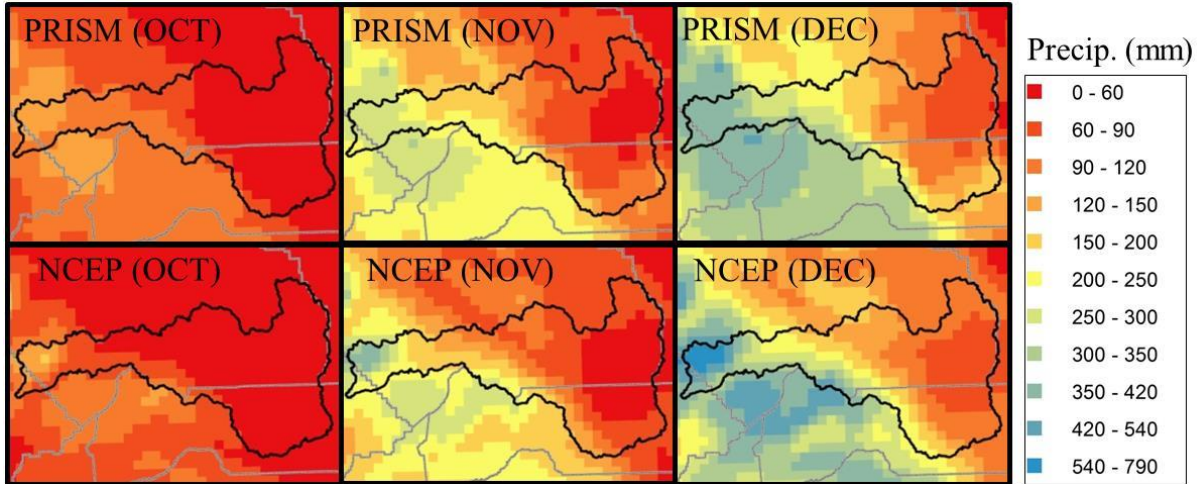 PRISM (OCT)
PRISM (NOV)
PRISM (DEC)
NCEP (OCT)
NCEP (NOV)
NCEP (DEC)
Precip. (mm)
0 - 60
60 - 90
90 - 120
120 - 150
150 - 200
200 - 250
250 - 300
300 - 350
350 - 420
420 - 540
540 - 790